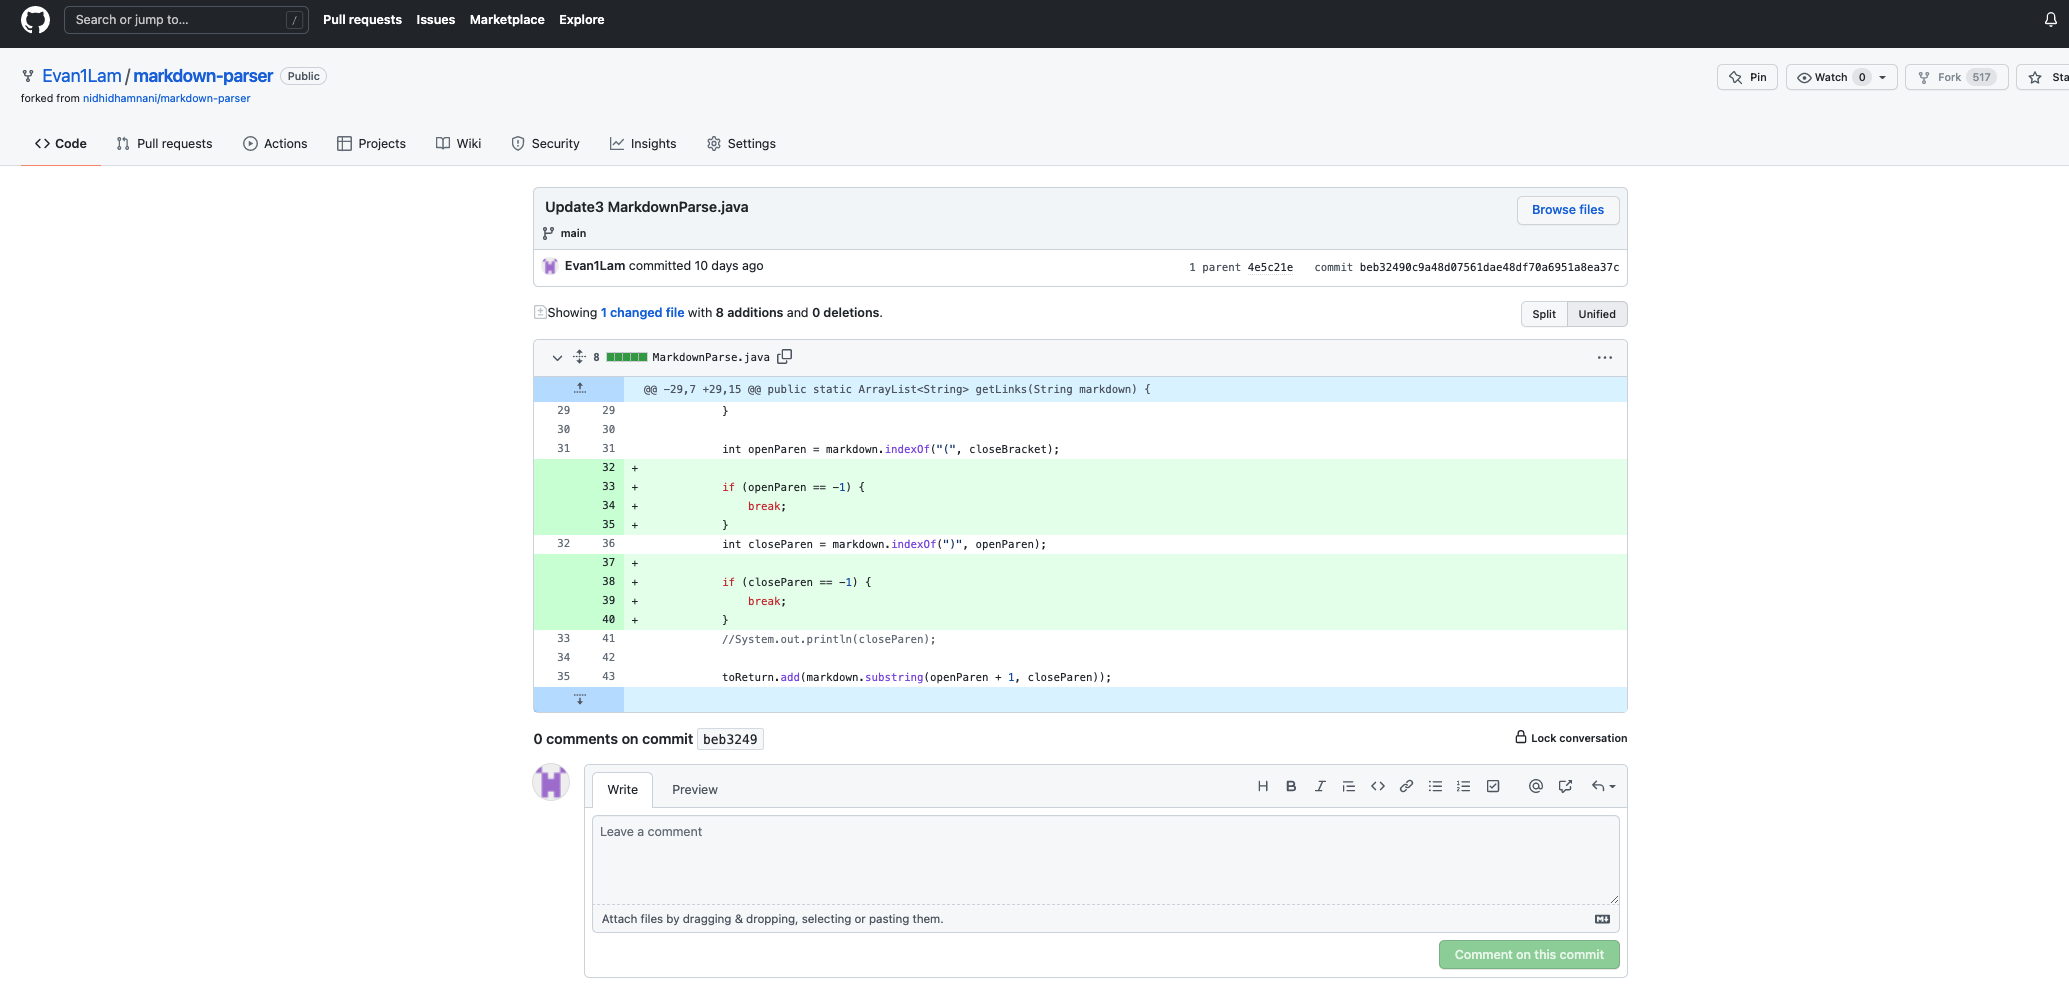 Search or jump to... /
Pull requests Issues Marketplace Explore
Evan1Lam / markdown-parser Public
Pin Watch 0 Fork 517 Sta
forked from nidhidhamnani/markdown-parser
Code Pull requests Actions Projects Wiki Security Insights Settings
Update3 MarkdownParse.java
Browse files
main
Evan1Lam committed 10 days ago
1 parent 4e5c21e commit beb32490c9a48d07561dae48df70a6951a8ea37c
Showing 1 changed file with 8 additions and 0 deletions.
Split Unified
8 MarkdownParse.java
@@ -29,7 +29,15 @@ public static ArrayList<String> getLinks(String markdown) {
29 29 }
30 30
31 31 int openParen = markdown.indexOf("(", closeBracket);
32 +
33 + if (openParen == -1) {
34 + break;
35 + }
32 36 int closeParen = markdown.indexOf(")", openParen);
37 +
38 + if (closeParen == -1) {
39 + break;
40 + }
33 41 //System.out.println(closeParen);
34 42
35 43 toReturn.add(markdown.substring(openParen + 1, closeParen));
0 comments on commit beb3249
Lock conversation
Write Preview
Leave a comment
Attach files by dragging & dropping, selecting or pasting them.
Comment on this commit